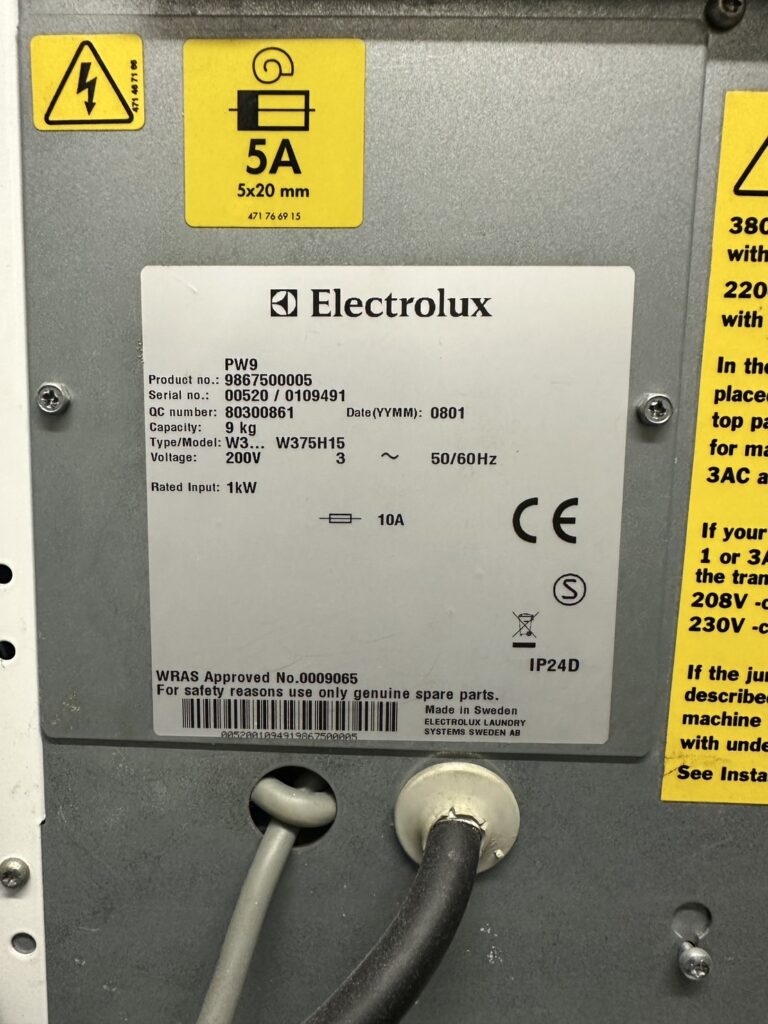 471 46 71 66
5A
5x20 mm
471 76 69 15
Electrolux
PW9
Product no.: 9867500005
Serial no.: 00520 / 0109491
QC number: 80300861 Date(YYMM): 0801
Capacity: 9 kg
Type/Model: W3... W375H15
Voltage: 200V 3 ~ 50/60Hz
Rated Input: 1kW
10A
CE
S
IP24D
WRAS Approved No.0009065
For safety reasons use only genuine spare parts.
Made in Sweden
ELECTROLUX LAUNDRY
SYSTEMS SWEDEN AB
0052001094919867500005
380
with
220
with
In the
placed
top pa
for ma
3AC a
If your
1 or 3A
the tran
208V -c
230V -c
If the ju
described
machine
with unde
See Insta